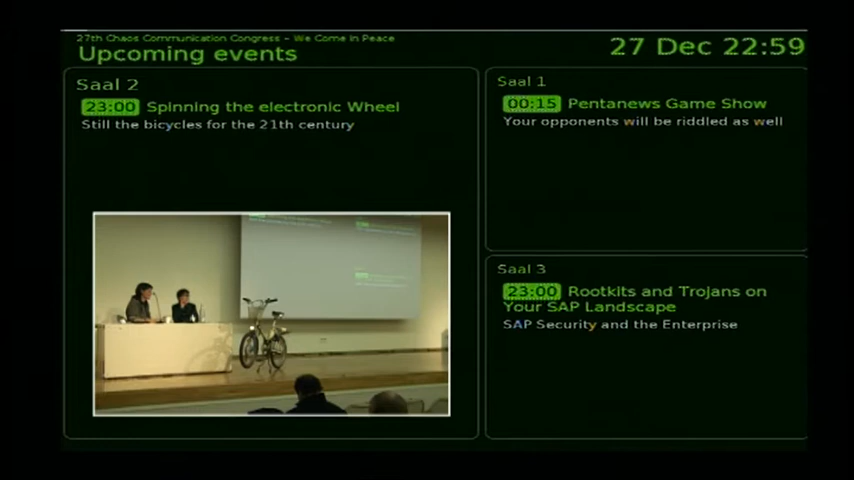 27th Chaos Communication Congress – We Come in Peace
Upcoming events
27 Dec 22:59
Saal 2
23:00 Spinning the electronic Wheel
Still the bicycles for the 21th century
Saal 1
00:15 Pentanews Game Show
Your opponents will be riddled as well
Saal 3
23:00 Rootkits and Trojans on
Your SAP Landscape
SAP Security and the Enterprise